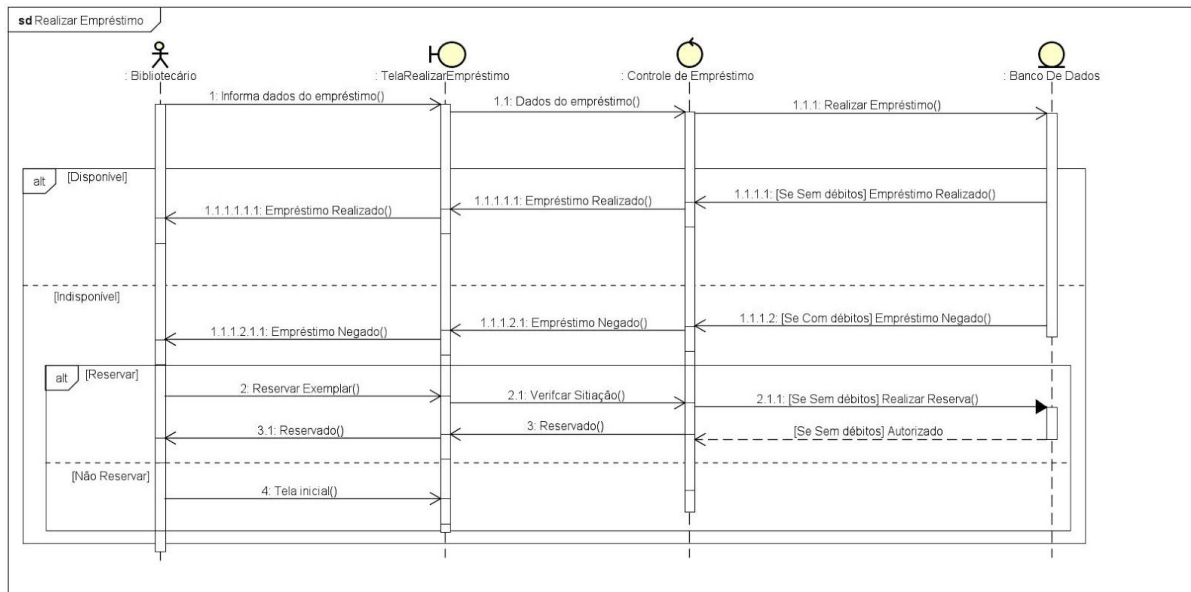 sd Realizar Empréstimo
: Bibliotecário
: TelaRealizarEmpréstimo
: Controle de Empréstimo
: Banco De Dados
1: Informa dados do empréstimo()
1.1: Dados do empréstimo()
1.1.1: Realizar Empréstimo()
alt
[Disponível]
1.1.1.1: [Se Sem débitos] Empréstimo Realizado()
1.1.1.1.1: Empréstimo Realizado()
1.1.1.1.1.1: Empréstimo Realizado()
[Indisponível]
1.1.1.2: [Se Com débitos] Empréstimo Negado()
1.1.1.2.1: Empréstimo Negado()
1.1.1.2.1.1: Empréstimo Negado()
alt
[Reservar]
2: Reservar Exemplar()
2.1: Verifcar Sitiação()
2.1.1: [Se Sem débitos] Realizar Reserva()
[Se Sem débitos] Autorizado
3: Reservado()
3.1: Reservado()
[Não Reservar]
4: Tela inicial()